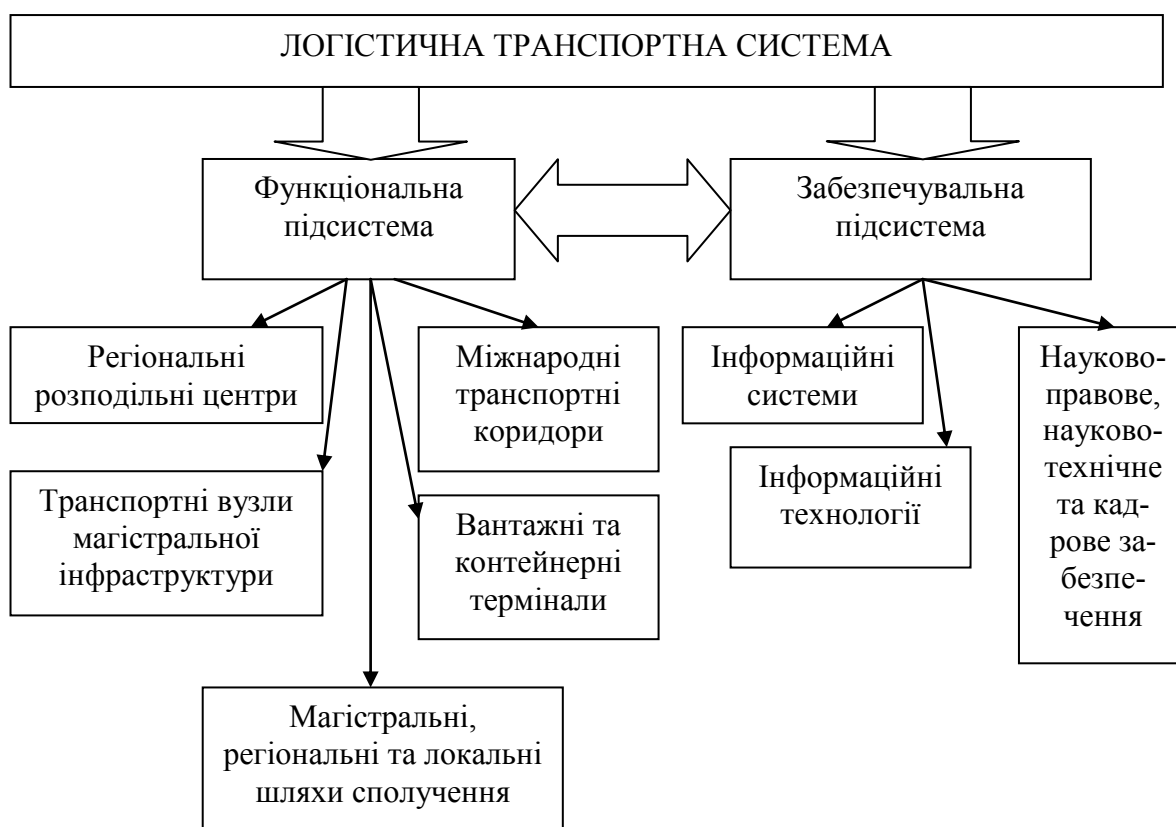 ЛОГІСТИЧНА ТРАНСПОРТНА СИСТЕМА
Функціональна
підсистема
Забезпечувальна
підсистема
Регіональні
розподільні центри
Міжнародні
транспортні
коридори
Інформаційні
системи
Науково-
правове,
науково-
технічне
та кад-
рове за-
безпе-
чення
Транспортні вузли
магістральної
інфраструктури
Вантажні та
контейнерні
термінали
Інформаційні
технології
Магістральні,
регіональні та локальні
шляхи сполучення